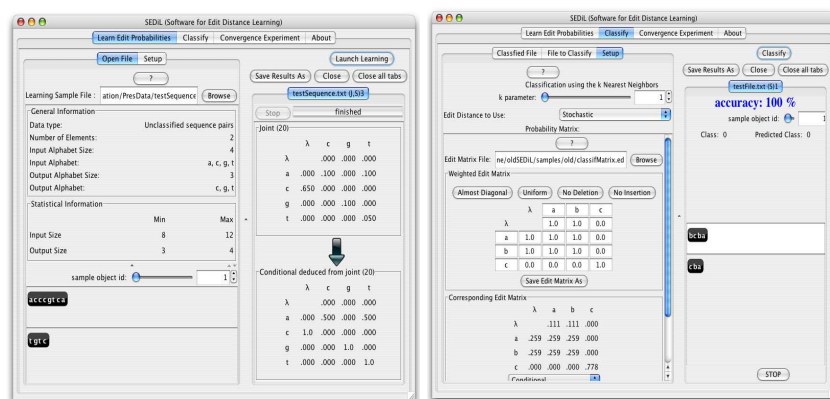 SEDiL (Software for Edit Distance Learning)
Learn Edit Probabilities Classify Convergence Experiment About
Open File Setup
?
Learning Sample File : ation/PresData/testSequence Browse
General Information
Data type: Unclassified sequence pairs
Number of Elements: 2
Input Alphabet Size: 4
Input Alphabet: a, c, g, t
Output Alphabet Size: 3
Output Alphabet: c, g, t
Statistical Information
Min Max
Input Size 8 12
Output Size 3 4
sample object id: 1
acccgtca
tgtc
Launch Learning
Save Results As Close Close all tabs
testSequence.txt (J,S)3
Stop finished
Joint (20)
λ c g t
λ .000 .000 .000
a .000 .100 .000 .100
c .650 .000 .000 .000
g .000 .000 .100 .000
t .000 .000 .000 .050
Conditional deduced from joint (20)
λ c g t
λ .000 .000 .000
a .000 .500 .000 .500
c 1.0 .000 .000 .000
g .000 .000 1.0 .000
t .000 .000 .000 1.0
SEDiL (Software for Edit Distance Learning)
Learn Edit Probabilities Classify Convergence Experiment About
Classfied File File to Classify Setup
?
Classification using the k Nearest Neighbors
k parameter: 1
Edit Distance to Use: Stochastic
Probability Matrix:
?
Edit Matrix File: ne/oldSEDiL/samples/old/classifMatrix.ed Browse
Weighted Edit Matrix
Almost Diagonal Uniform No Deletion No Insertion
λ a b c
λ 1.0 1.0 0.0
a 1.0 1.0 1.0 0.0
b 1.0 1.0 1.0 0.0
c 0.0 0.0 0.0 1.0
Save Edit Matrix As
Corresponding Edit Matrix
λ a b c
λ .111 .111 .000
a .259 .259 .259 .000
b .259 .259 .259 .000
c .000 .000 .000 .778
Conditional
Classify
Save Results As Close Close all tabs
testFile.txt (S)1
accuracy: 100 %
sample object id: 1
Class: 0 Predicted Class: 0
bcba
cba
STOP